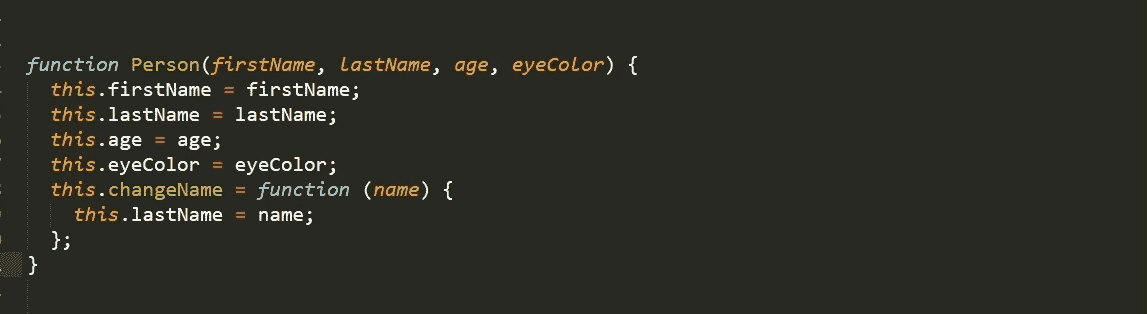 function Person(firstName, lastName, age, eyeColor) {
  this.firstName = firstName;
  this.lastName = lastName;
  this.age = age;
  this.eyeColor = eyeColor;
  this.changeName = function (name) {
    this.lastName = name;
  };
}